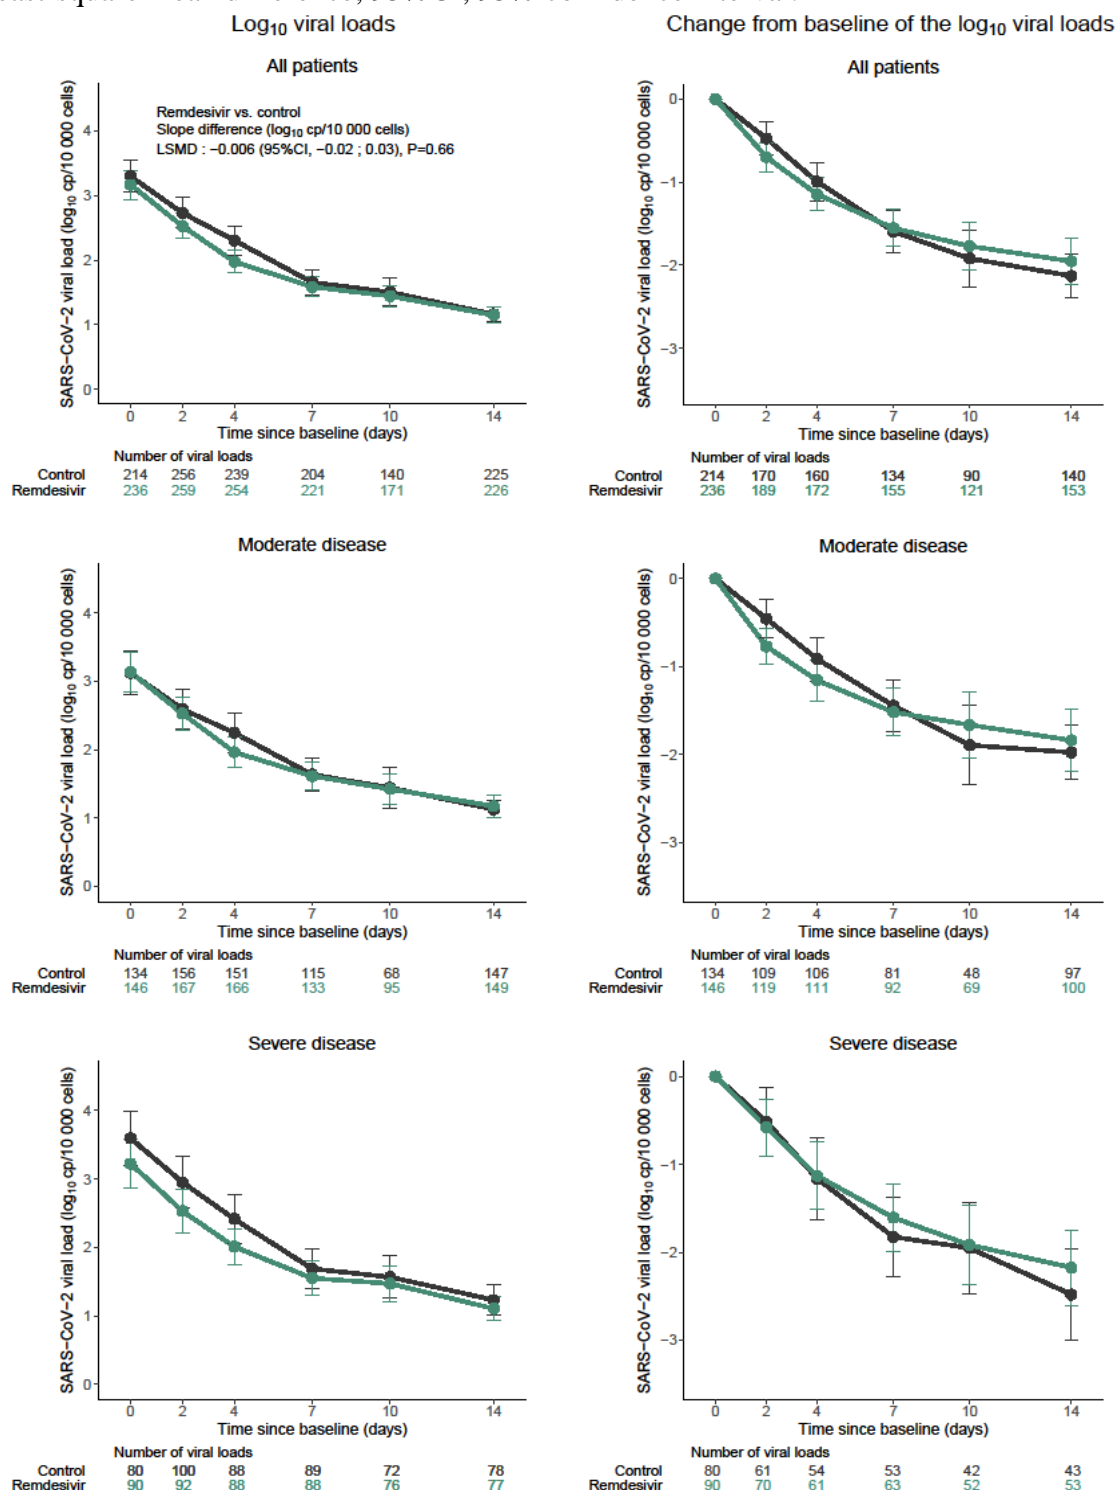 Log10 viral loads
Change from baseline of the log10 viral loads
All patients
SARS−CoV−2 viral load (log10 cp/10 000 cells)
Remdesivir vs. control
Slope difference (log10 cp/10 000 cells)
LSMD : −0.006 (95%CI, −0.02 ; 0.03), P=0.66
4
3
2
1
0
0 2 4 7 10 14
Time since baseline (days)
Number of viral loads
Control 214 256 239 204 140 225
Remdesivir 236 259 254 221 171 226
All patients
SARS−CoV−2 viral load (log10 cp/10 000 cells)
0
−1
−2
−3
0 2 4 7 10 14
Time since baseline (days)
Number of viral loads
Control 214 170 160 134 90 140
Remdesivir 236 189 172 155 121 153
Moderate disease
SARS−CoV−2 viral load (log10 cp/10 000 cells)
4
3
2
1
0
0 2 4 7 10 14
Time since baseline (days)
Number of viral loads
Control 134 156 151 115 68 147
Remdesivir 146 167 166 133 95 149
Moderate disease
SARS−CoV−2 viral load (log10 cp/10 000 cells)
0
−1
−2
−3
0 2 4 7 10 14
Time since baseline (days)
Number of viral loads
Control 134 109 106 81 48 97
Remdesivir 146 119 111 92 69 100
Severe disease
SARS−CoV−2 viral load (log10 cp/10 000 cells)
4
3
2
1
0
0 2 4 7 10 14
Time since baseline (days)
Number of viral loads
Control 80 100 88 89 72 78
Remdesivir 90 92 88 88 76 77
Severe disease
SARS−CoV−2 viral load (log10 cp/10 000 cells)
0
−1
−2
−3
0 2 4 7 10 14
Time since baseline (days)
Number of viral loads
Control 80 61 54 53 42 43
Remdesivir 90 70 61 63 52 53